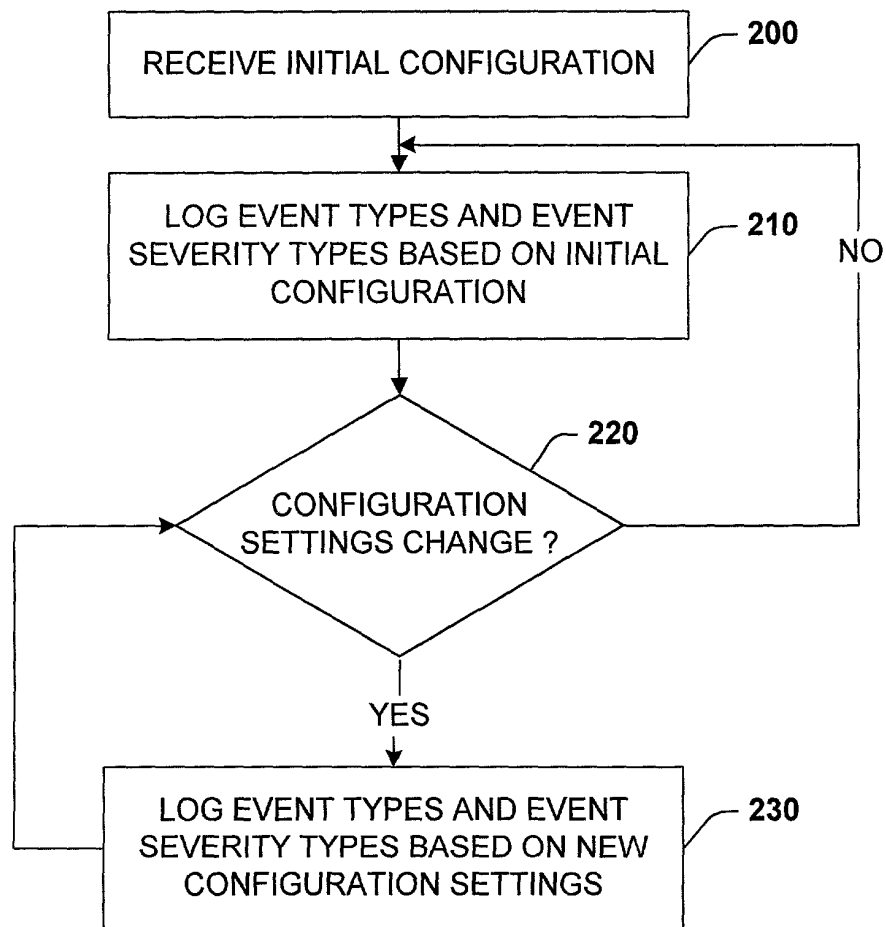 RECEIVE INITIAL CONFIGURATION
200
LOG EVENT TYPES AND EVENT
SEVERITY TYPES BASED ON INITIAL
CONFIGURATION
210
NO
220
CONFIGURATION
SETTINGS CHANGE ?
YES
LOG EVENT TYPES AND EVENT
SEVERITY TYPES BASED ON NEW
CONFIGURATION SETTINGS
230